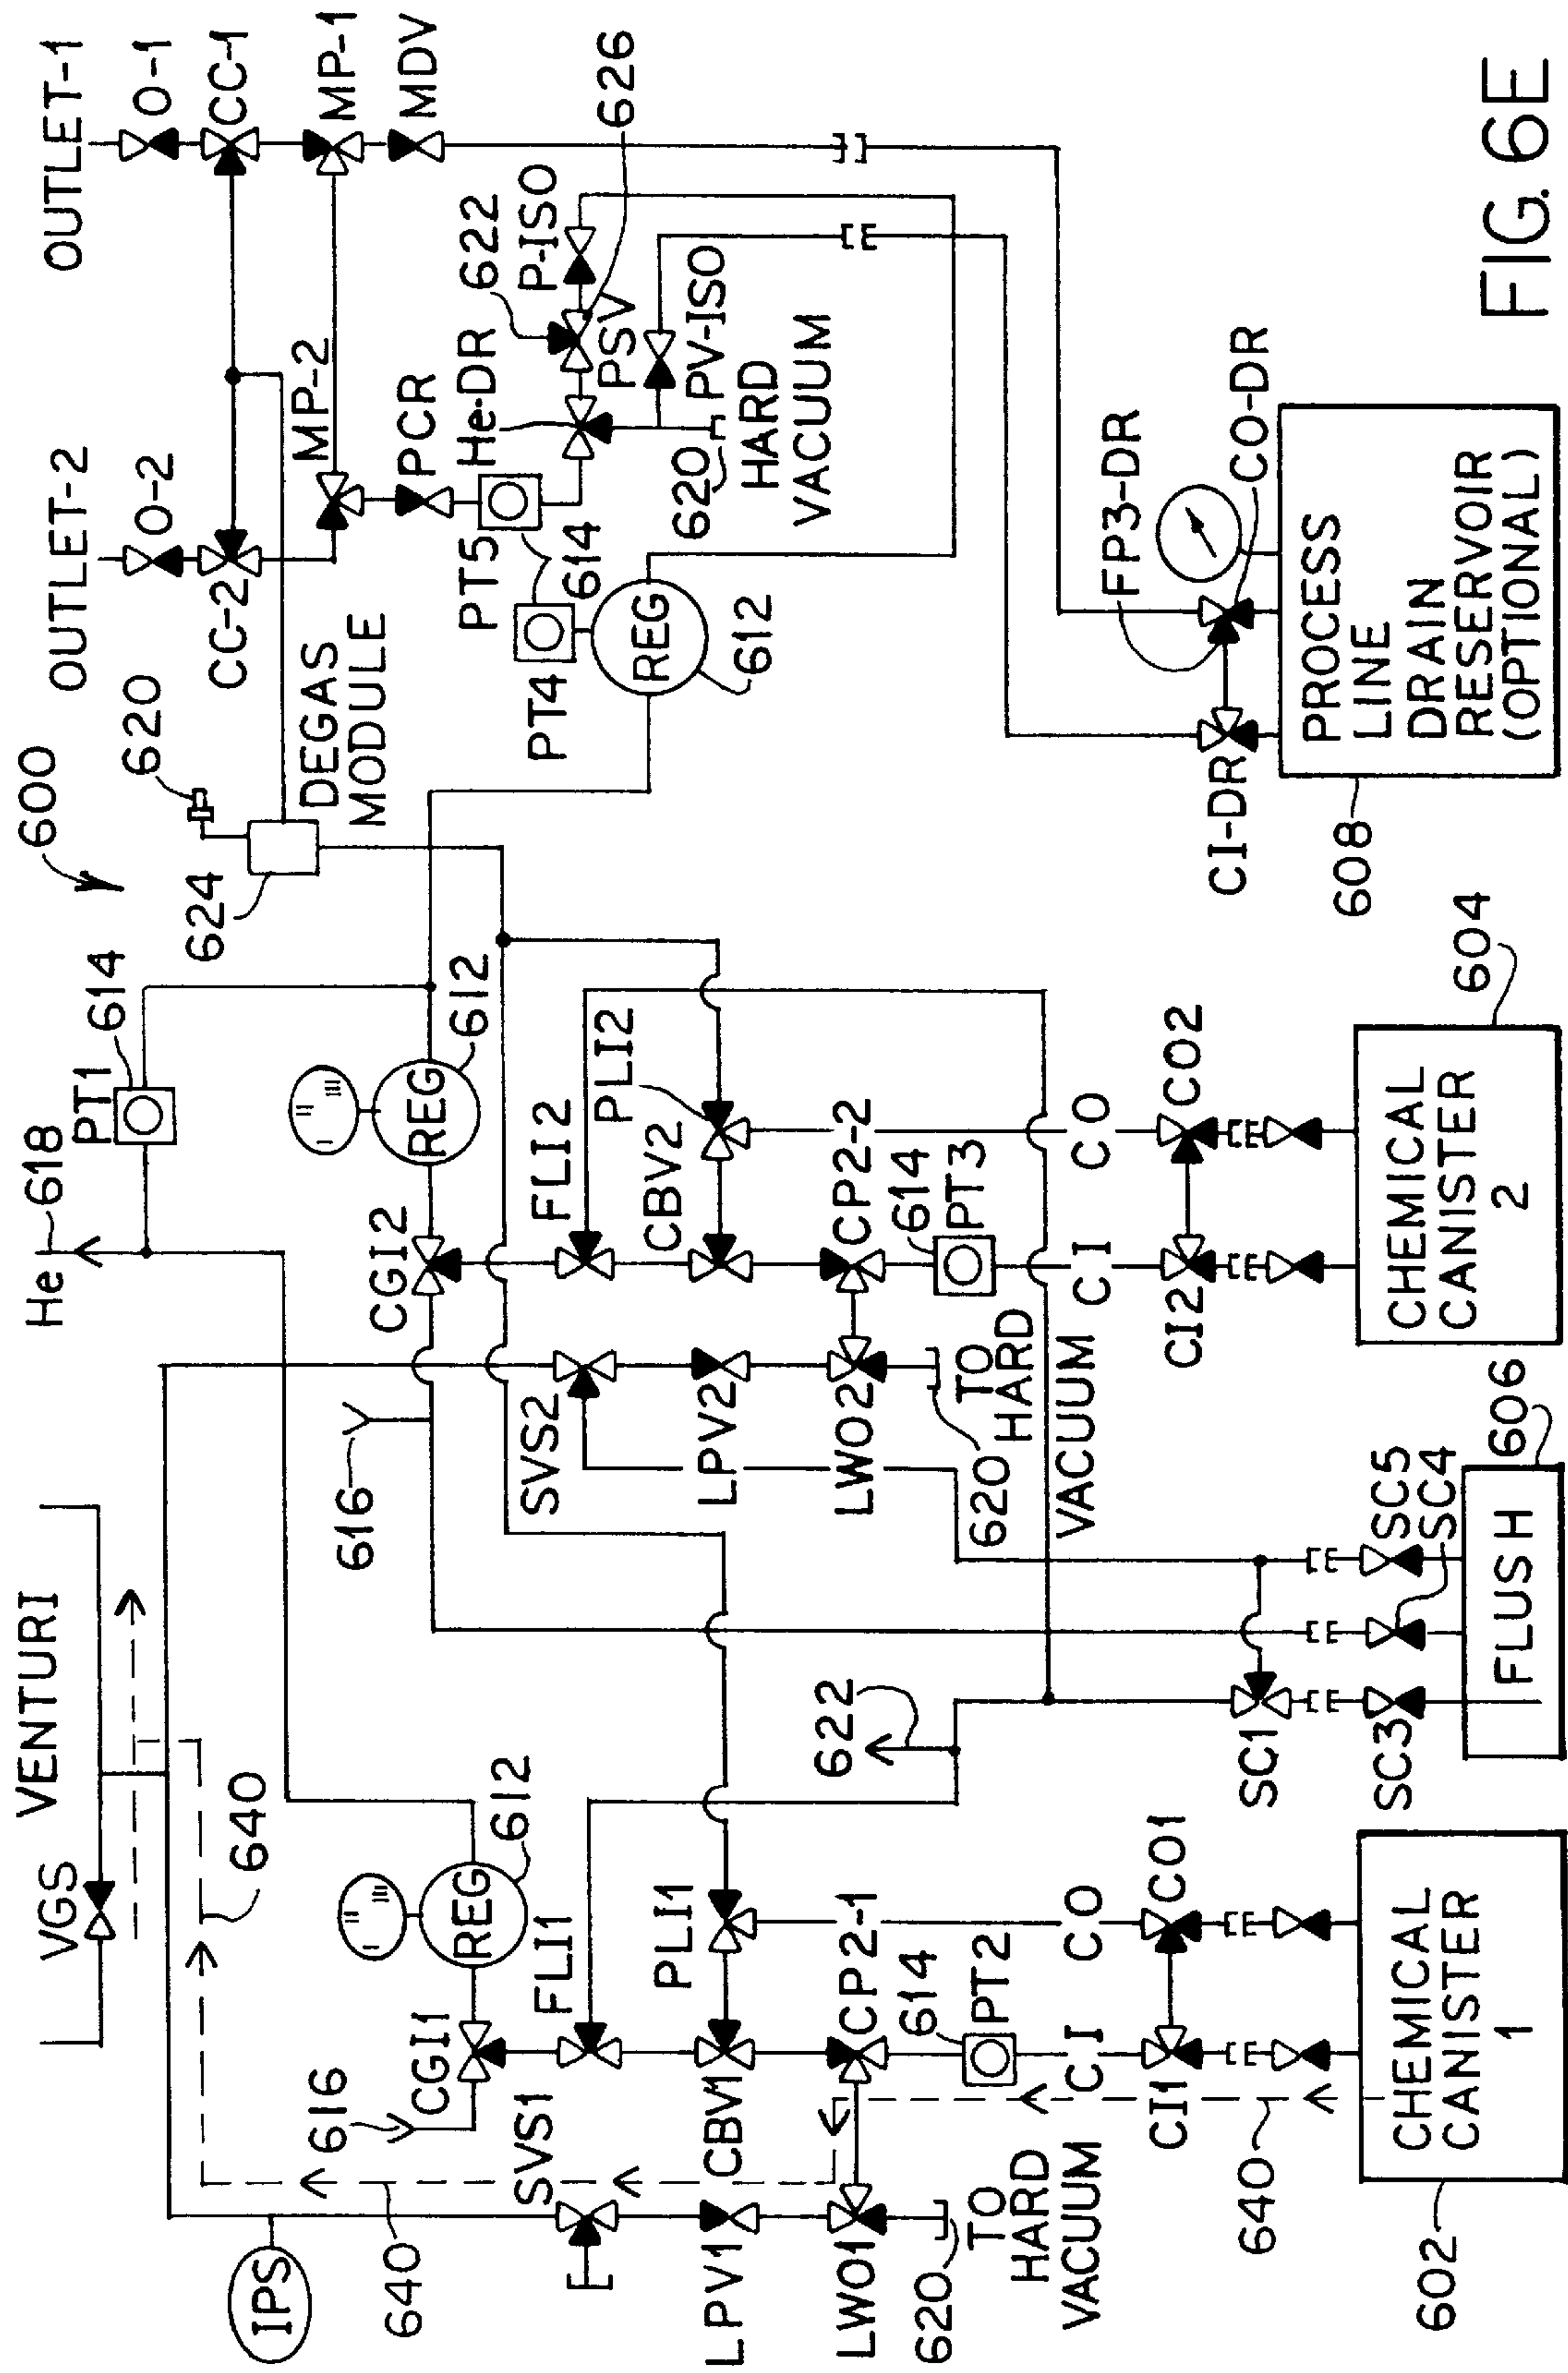 OUTLET-1
O-1
CC-1
MP-1
MDV
626
OUTLET-2
O-2
CC-2
MP-2
PCR
He-DR
622
P-ISO
PSV
PV-ISO
620
HARD
VACUUM
PT5
614
PT4
REG
612
DEGAS
MODULE
620
600
624
FP3-DR
CO-DR
CI-DR
PROCESS
LINE
DRAIN
RESERVOIR
(OPTIONAL)
608
FIG. 6E
614
PT1
618
He
612
REG
CGI2
FLI2
PLI2
CBV2
CP2-2
614
PT3
CO
CI
CO2
CI2
604
CHEMICAL
CANISTER
2
SVS2
LPV2
LWO2
620
TO
HARD
VACUUM
616
VENTURI
VGS
640
622
SC1
SC3
SC5
SC4
606
FLUSH
612
REG
FLI1
CGI1
616
PLI1
CBV1
CP2-1
614
PT2
CO
CI
CO1
CI1
SVS1
LPV1
LWO1
620
TO
HARD
VACUUM
640
640
IPS
602
CHEMICAL
CANISTER
1